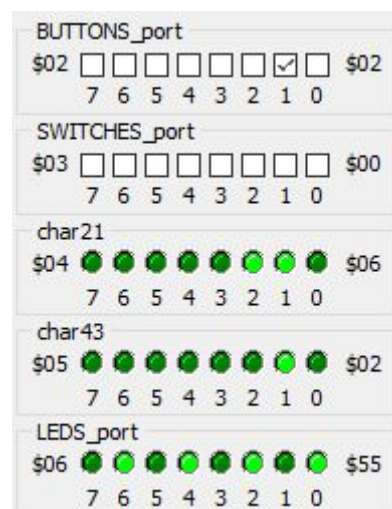 BUTTONS_port
$02 $02
7 6 5 4 3 2 1 0
SWITCHES_port
$03 $00
7 6 5 4 3 2 1 0
char21
$04 $06
7 6 5 4 3 2 1 0
char43
$05 $02
7 6 5 4 3 2 1 0
LEDS_port
$06 $55
7 6 5 4 3 2 1 0